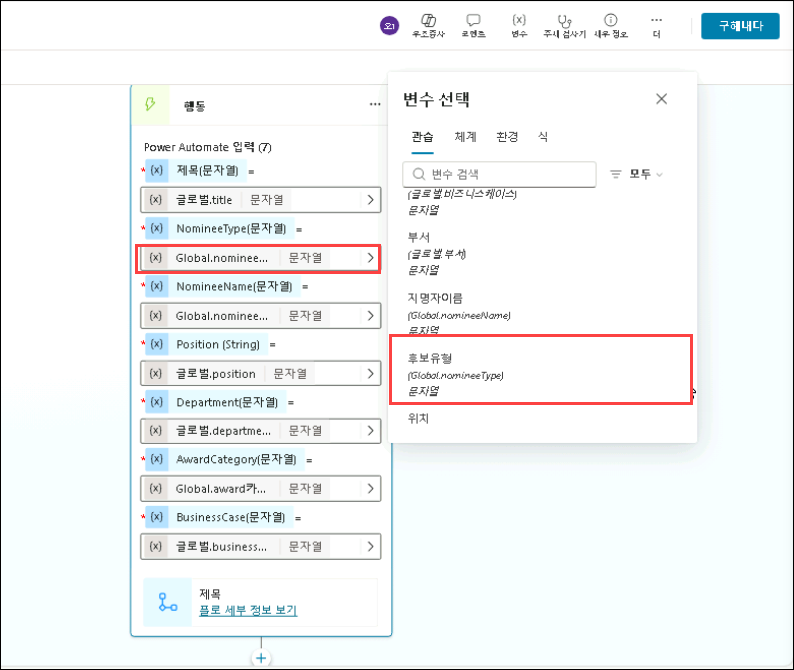 오1
우조종사
코멘트
{x}
변수
주제 검사기
세부 정보
더
구해내다
행동
Power Automate 입력 (7)
* {x} 제목(문자열) =
{x} 글로벌.title 문자열
* {x} NomineeType(문자열) =
{x} Global.nominee... 문자열
* {x} NomineeName(문자열) =
{x} Global.nominee... 문자열
* {x} Position (String) =
{x} 글로벌.position 문자열
* {x} Department(문자열) =
{x} 글로벌.departme... 문자열
* {x} AwardCategory(문자열) =
{x} Global.award카... 문자열
* {x} BusinessCase(문자열) =
{x} 글로벌.business... 문자열
제목
플로 세부 정보 보기
변수 선택
관습 체계 환경 식
변수 검색
모두
(글로벌.비즈니스케이스)
문자열
부서
(글로벌.부서)
문자열
지명자이름
(Global.nomineeName)
문자열
후보유형
(Global.nomineeType)
문자열
위치